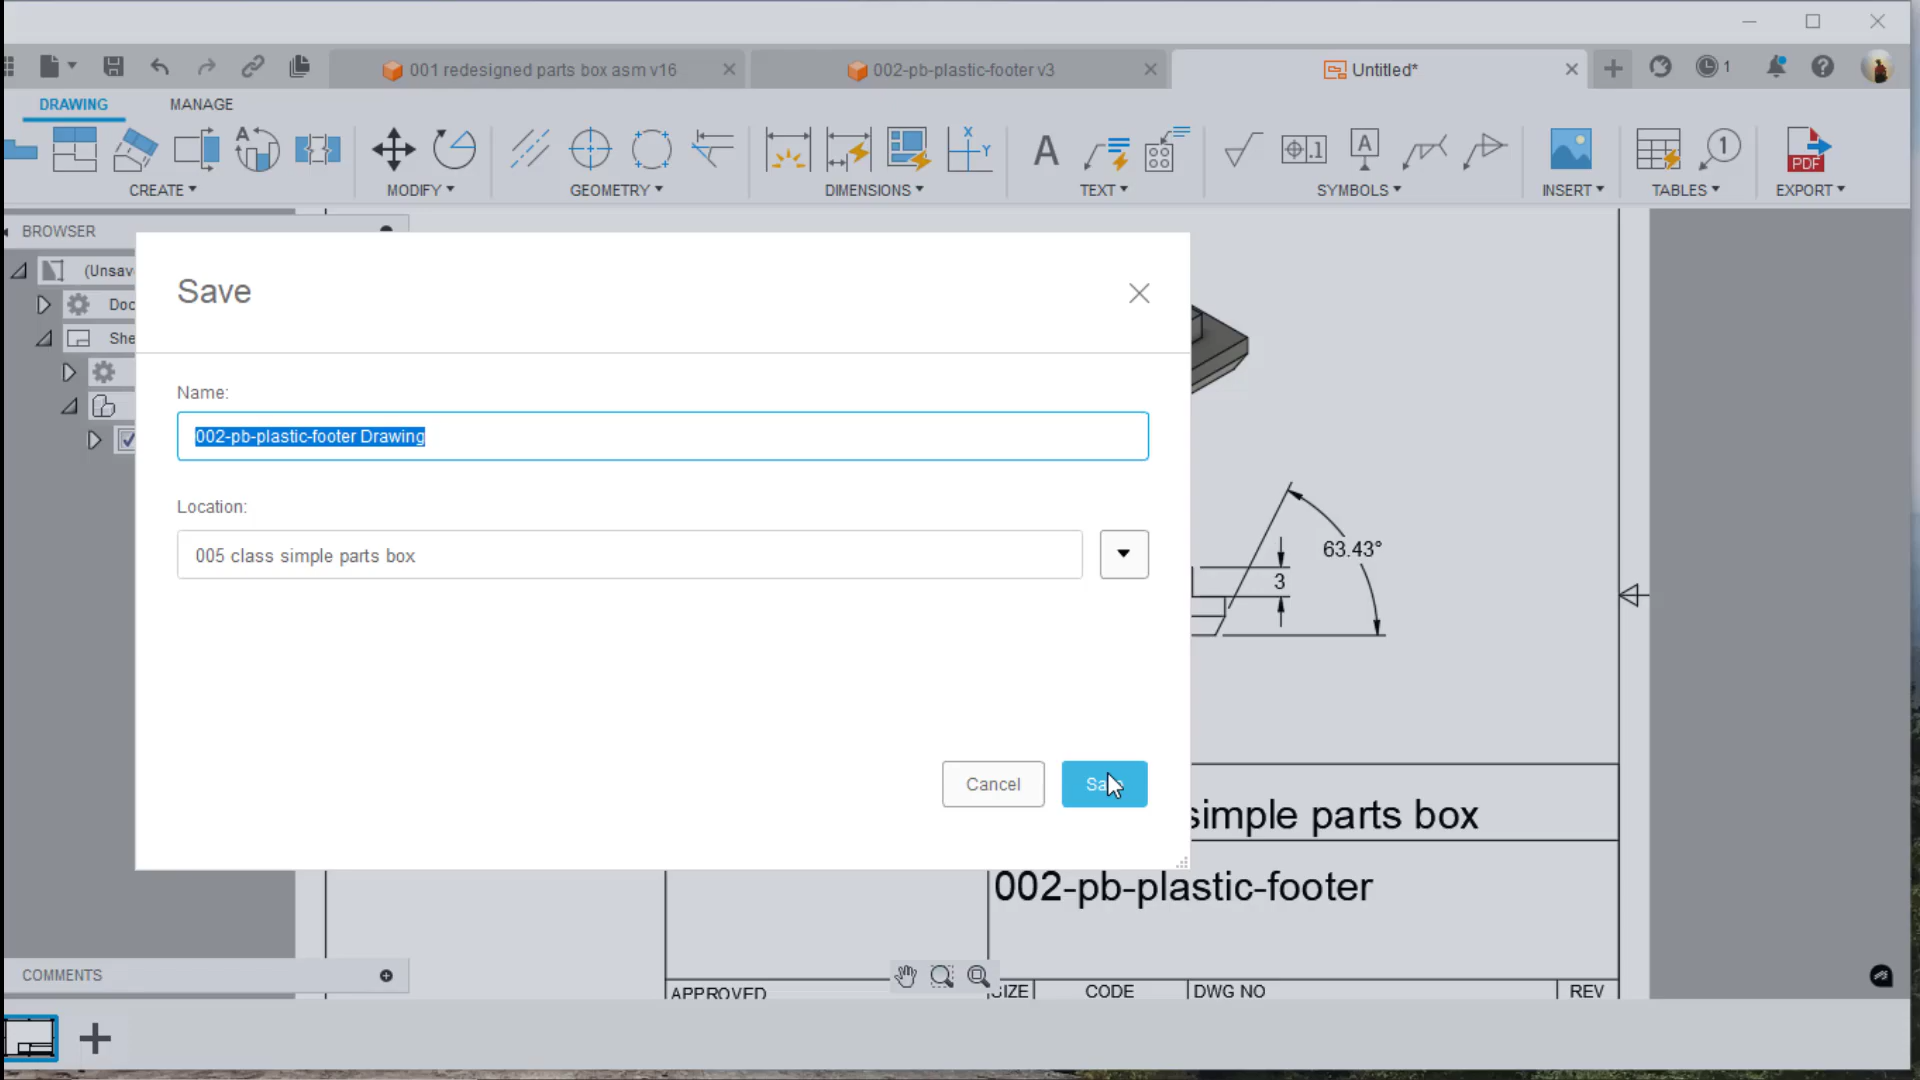 001 redesigned parts box asm v16
002-pb-plastic-footer v3
Untitled*
1
DRAWING
MANAGE
CREATE
MODIFY
GEOMETRY
DIMENSIONS
TEXT
SYMBOLS
INSERT
TABLES
EXPORT
BROWSER
(Unsav
Doc
She
Save
Name:
002-pb-plastic-footer Drawing
Location:
005 class simple parts box
Cancel
63.43°
3
simple parts box
002-pb-plastic-footer
APPROVED
CODE
DWG NO
REV
COMMENTS